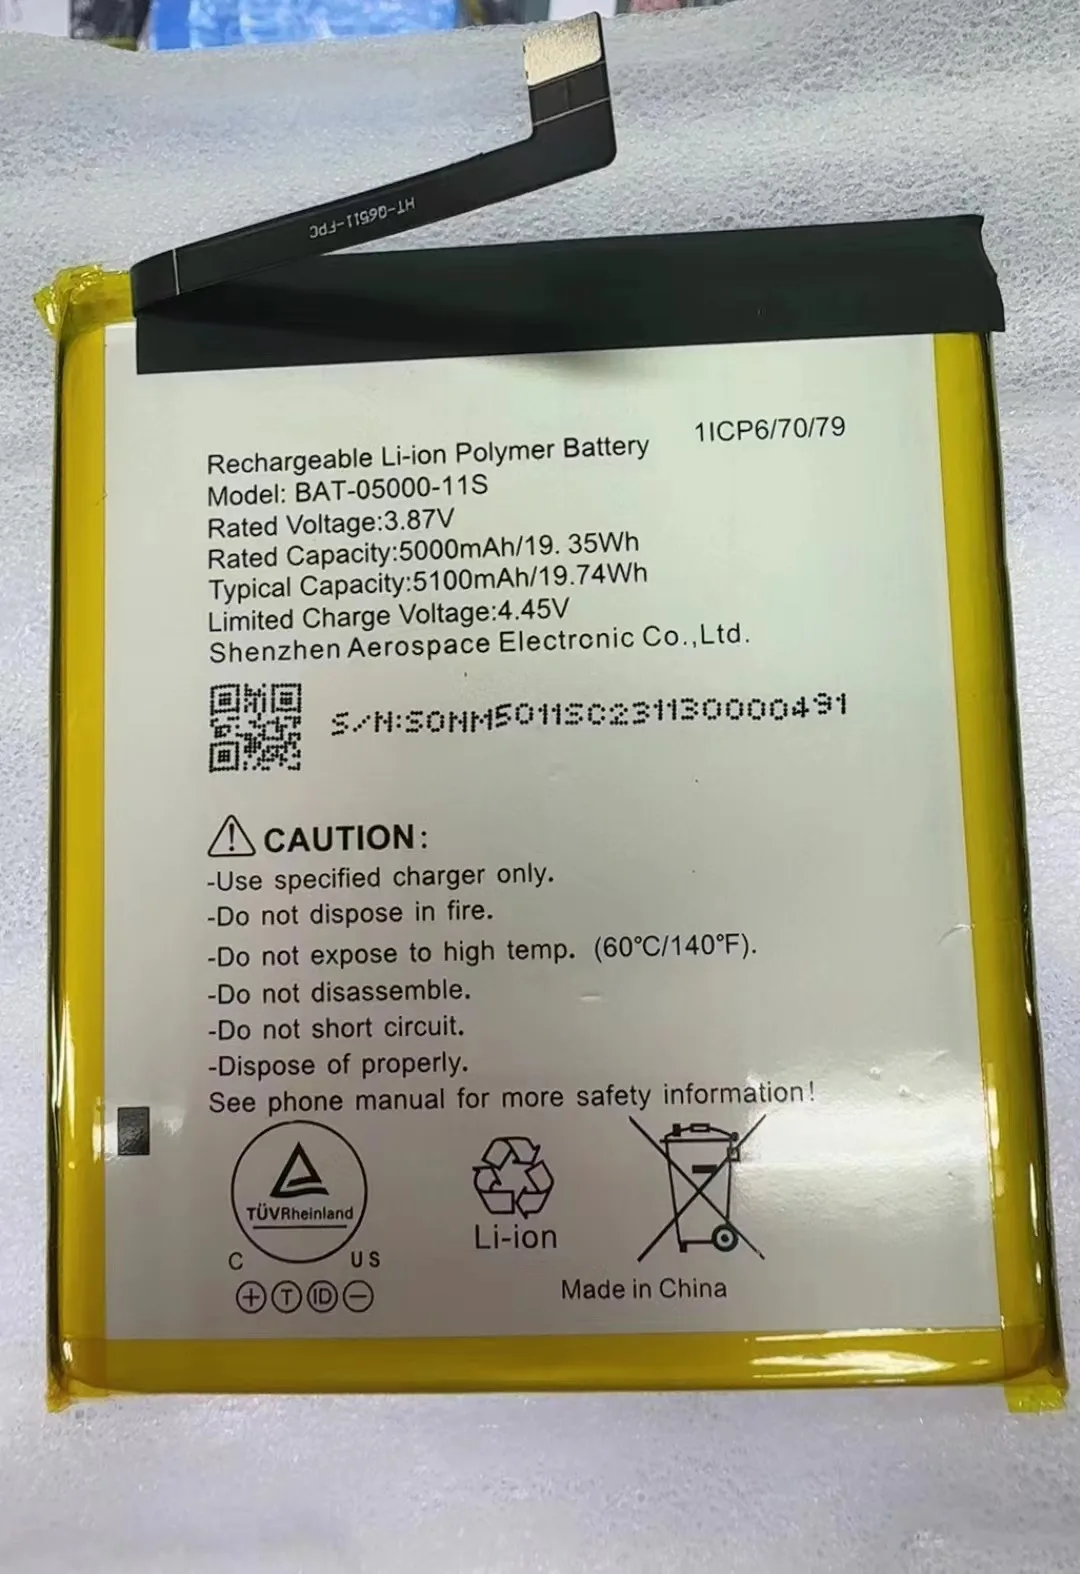 HT-Q6511-FPC
Rechargeable Li-ion Polymer Battery 1ICP6/70/79
Model: BAT-05000-11S
Rated Voltage:3.87V
Rated Capacity:5000mAh/19. 35Wh
Typical Capacity:5100mAh/19.74Wh
Limited Charge Voltage:4.45V
Shenzhen Aerospace Electronic Co.,Ltd.
S/N:SONM5011SC231130000491
CAUTION:
-Use specified charger only.
-Do not dispose in fire.
-Do not expose to high temp. (60°C/140°F).
-Do not disassemble.
-Do not short circuit.
-Dispose of properly.
See phone manual for more safety information!
TÜVRheinland
C US
+ T ID −
Li-ion
Made in China